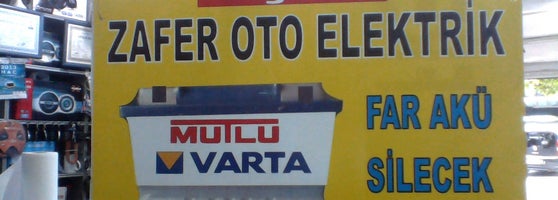 ZAFER OTO ELEKTRİK
MUTLU
VARTA
FAR AKÜ
SİLECEK